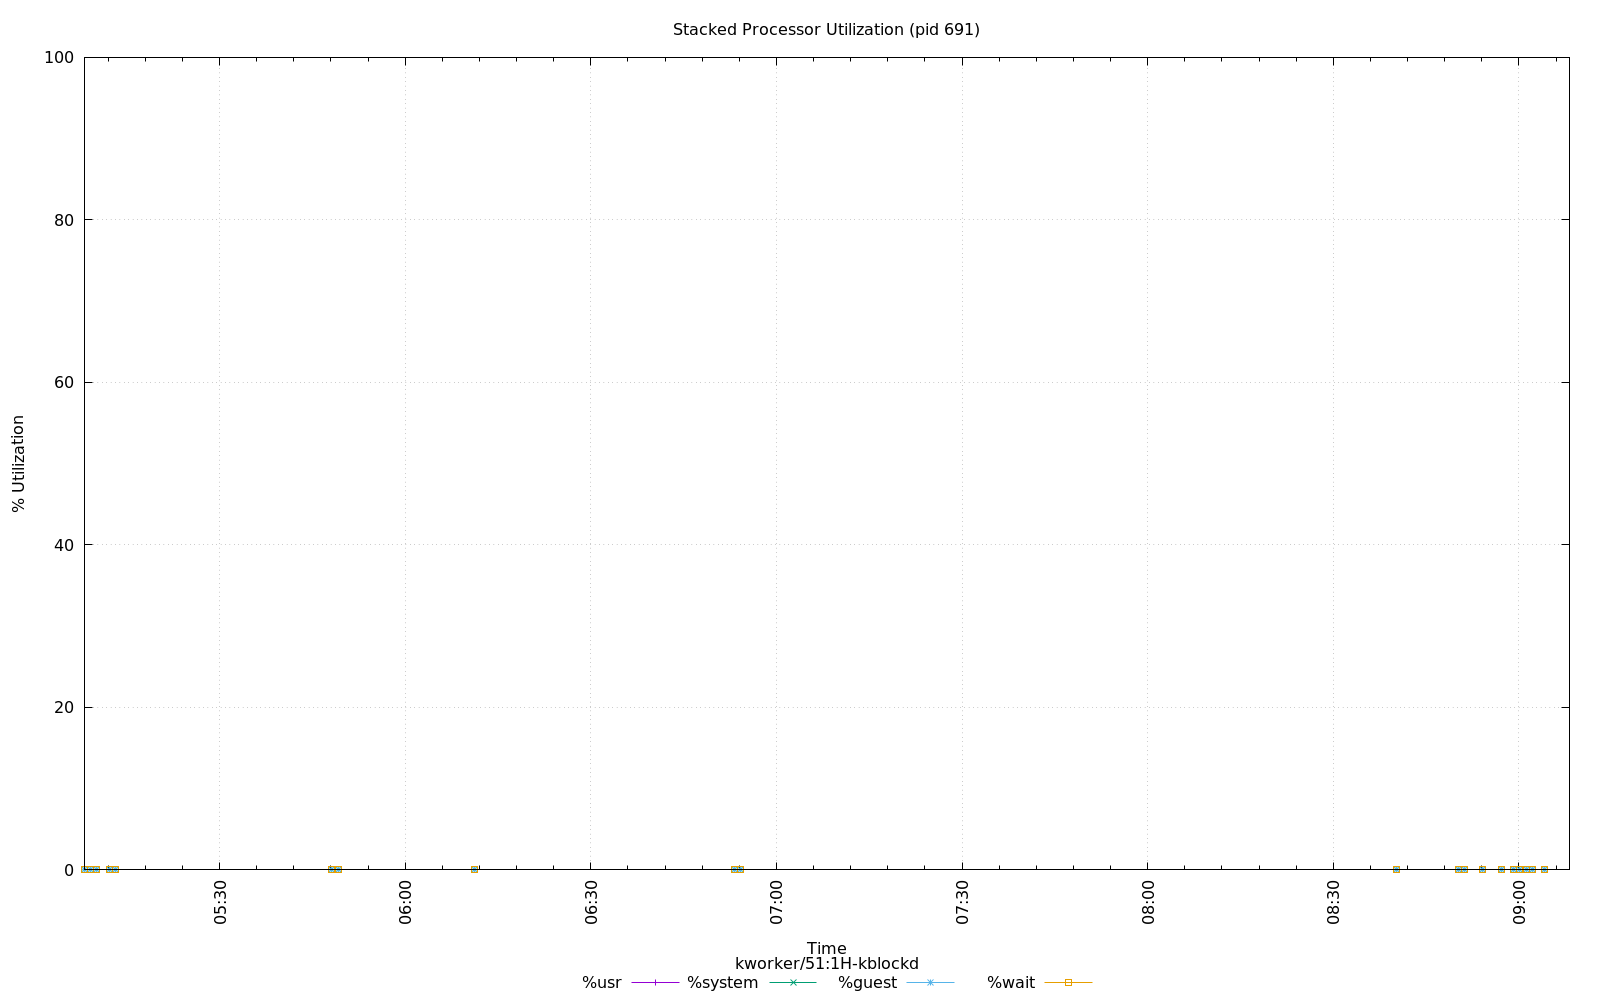 Stacked Processor Utilization (pid 691)
100
80
60
40
20
0
% Utilization
05:30
06:00
06:30
07:00
07:30
08:00
08:30
09:00
Time
kworker/51:1H-kblockd
%usr %system %guest %wait